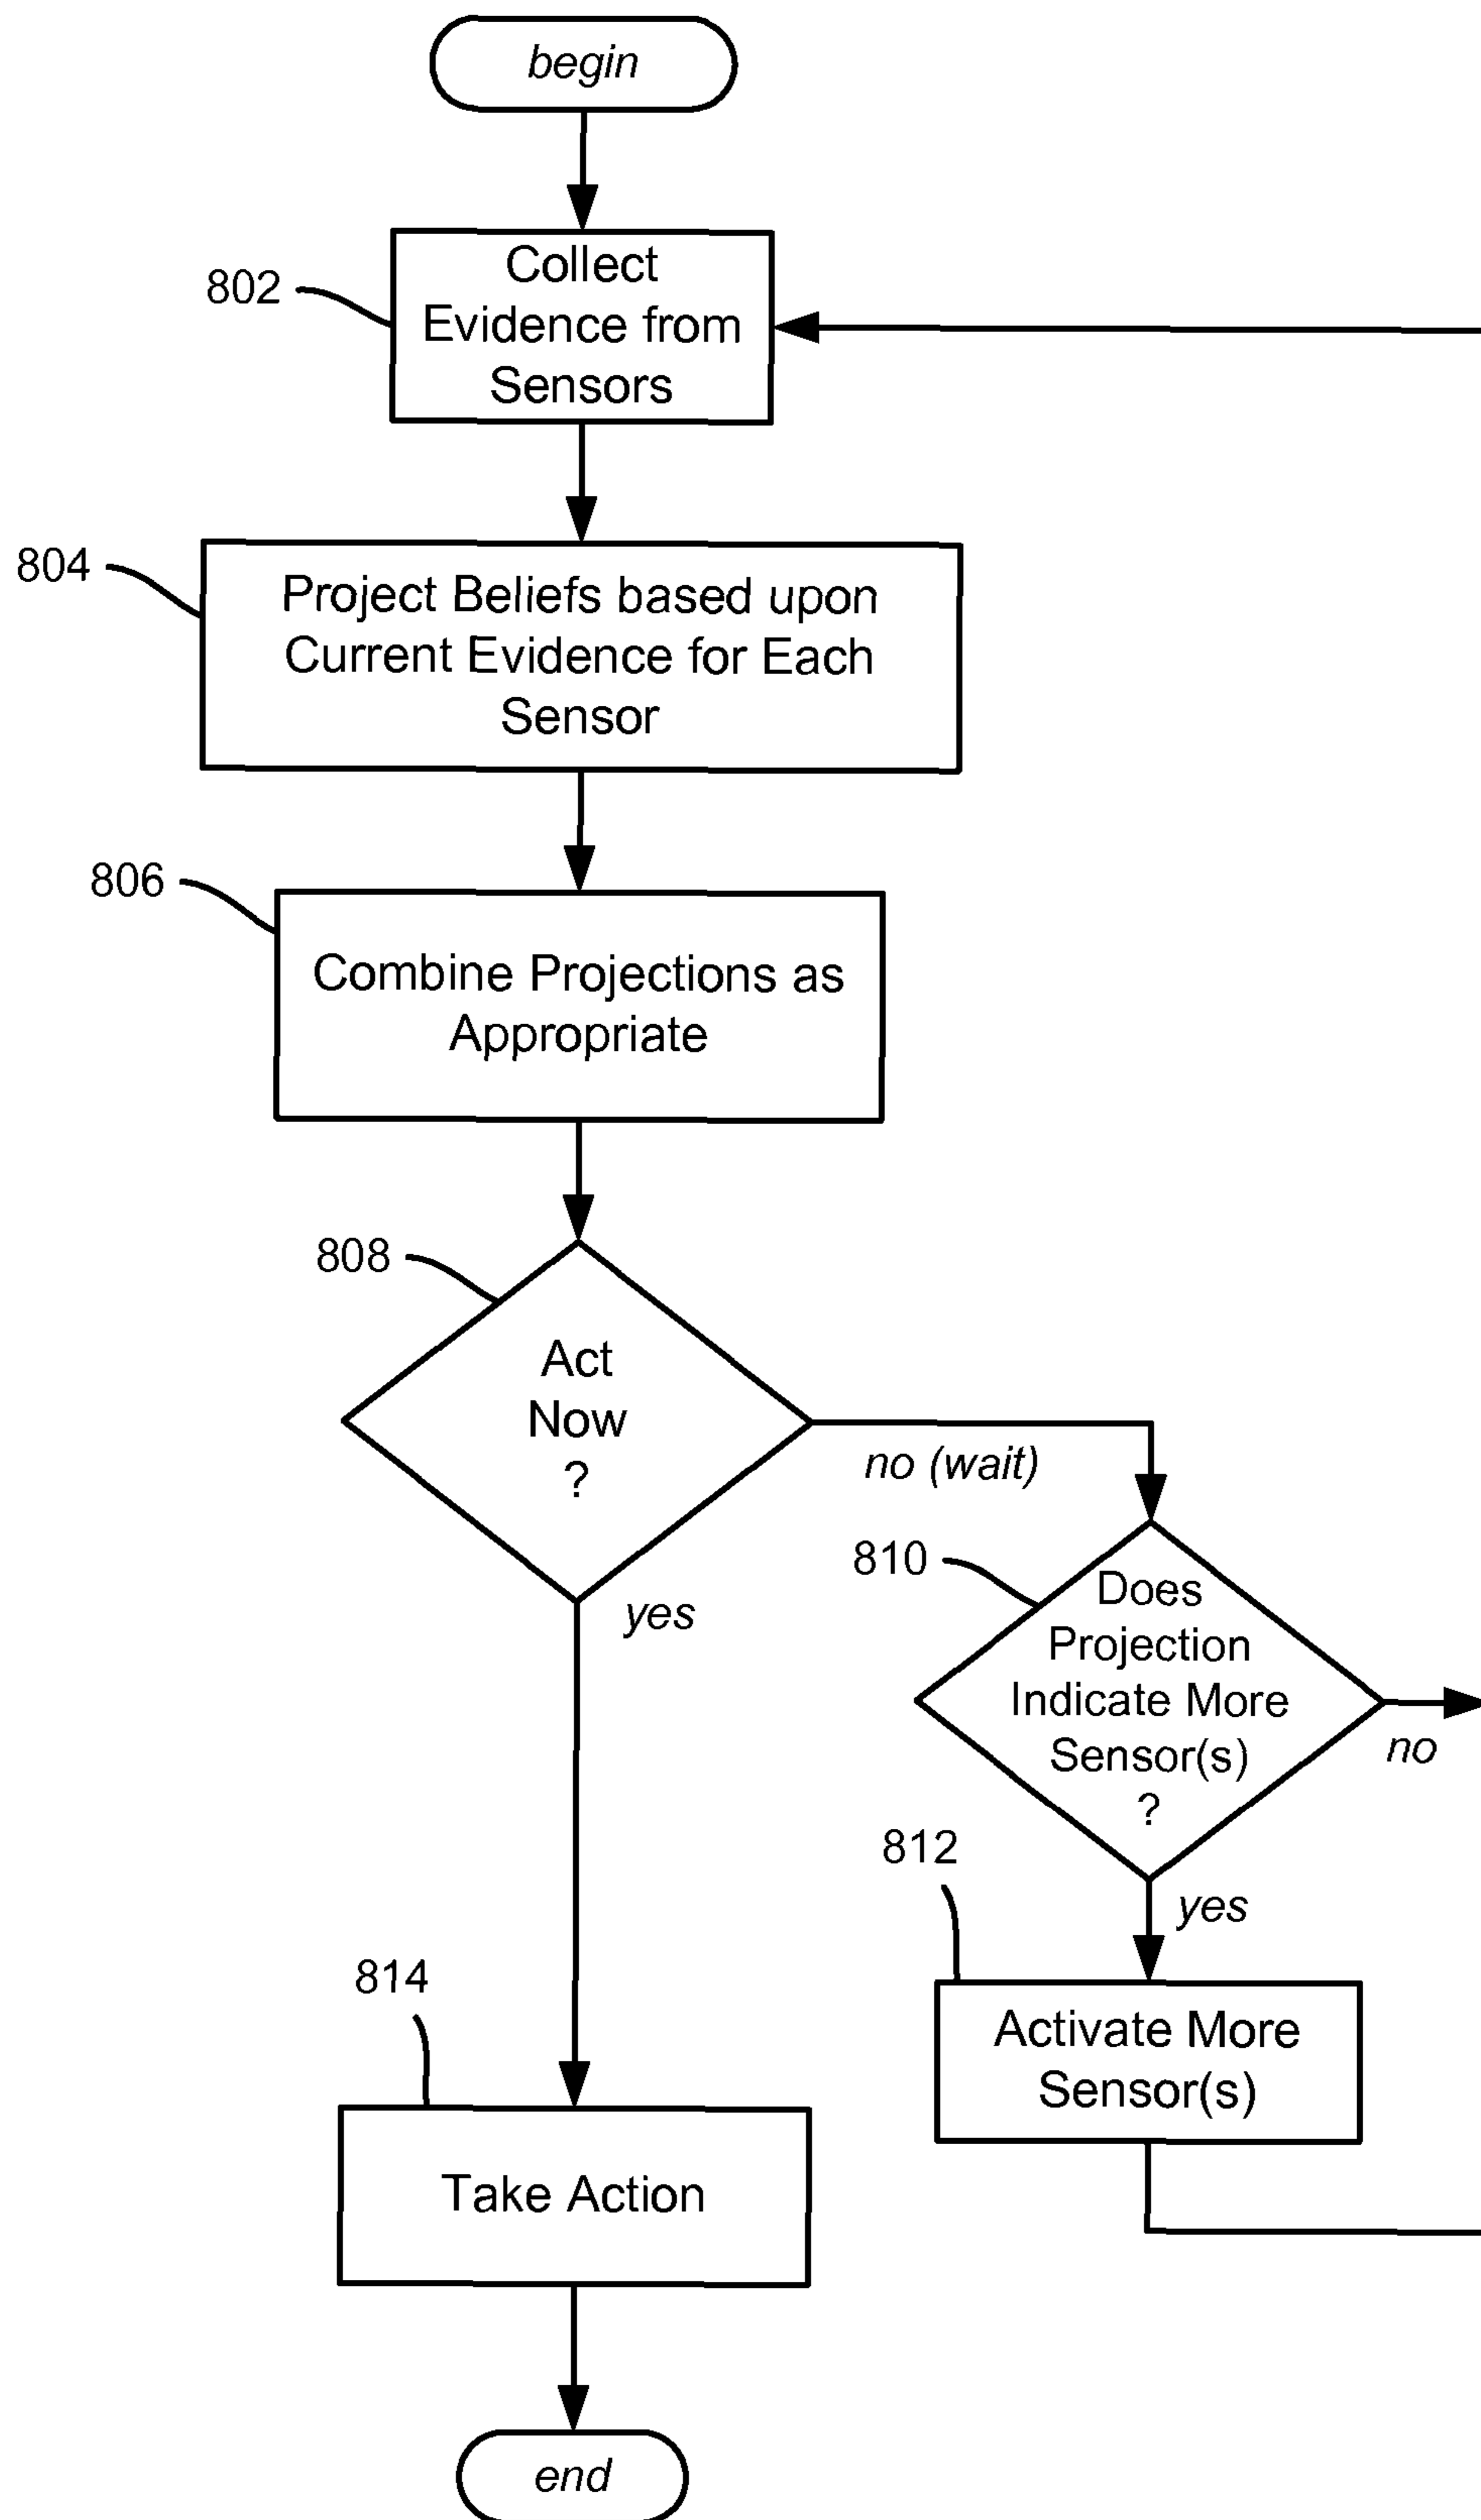 begin
802
Collect
Evidence from
Sensors
804
Project Beliefs based upon
Current Evidence for Each
Sensor
806
Combine Projections as
Appropriate
808
Act
Now
?
no (wait)
yes
810
Does
Projection
Indicate More
Sensor(s)
?
no
yes
812
Activate More
Sensor(s)
814
Take Action
end